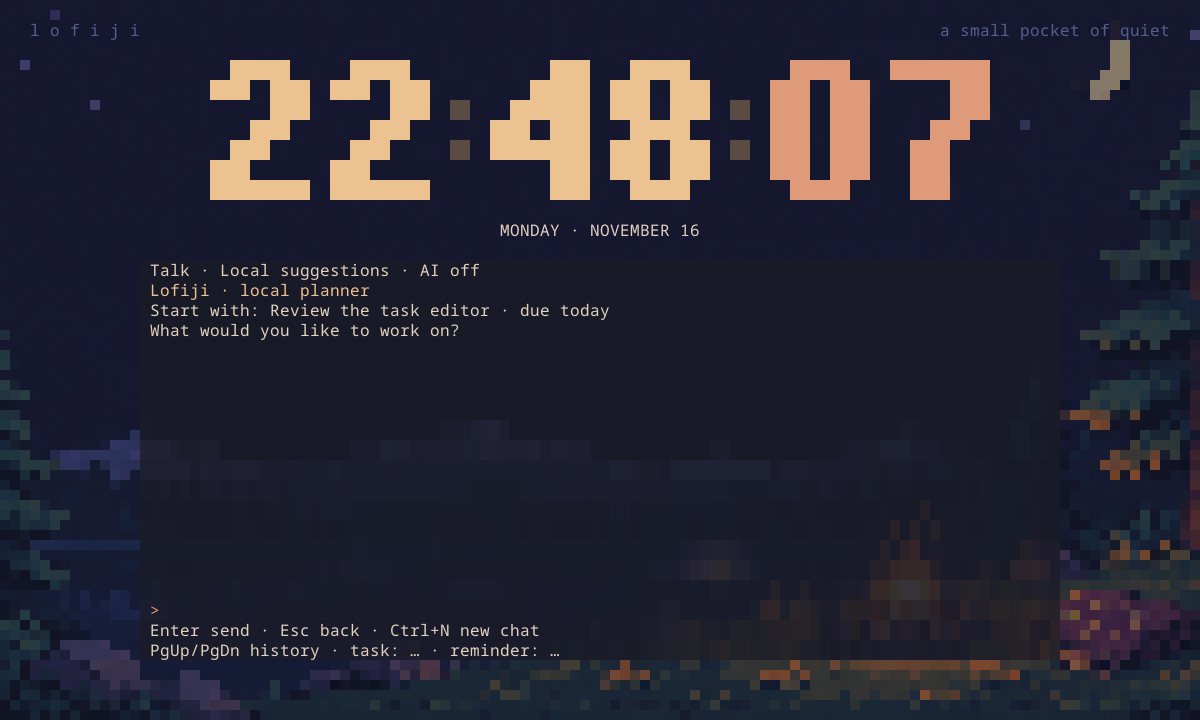 l o f i j i
a small pocket of quiet
22:48:07
MONDAY · NOVEMBER 16
Talk · Local suggestions · AI off
Lofiji · local planner
Start with: Review the task editor · due today
What would you like to work on?
>
Enter send · Esc back · Ctrl+N new chat
PgUp/PgDn history · task: … · reminder: …